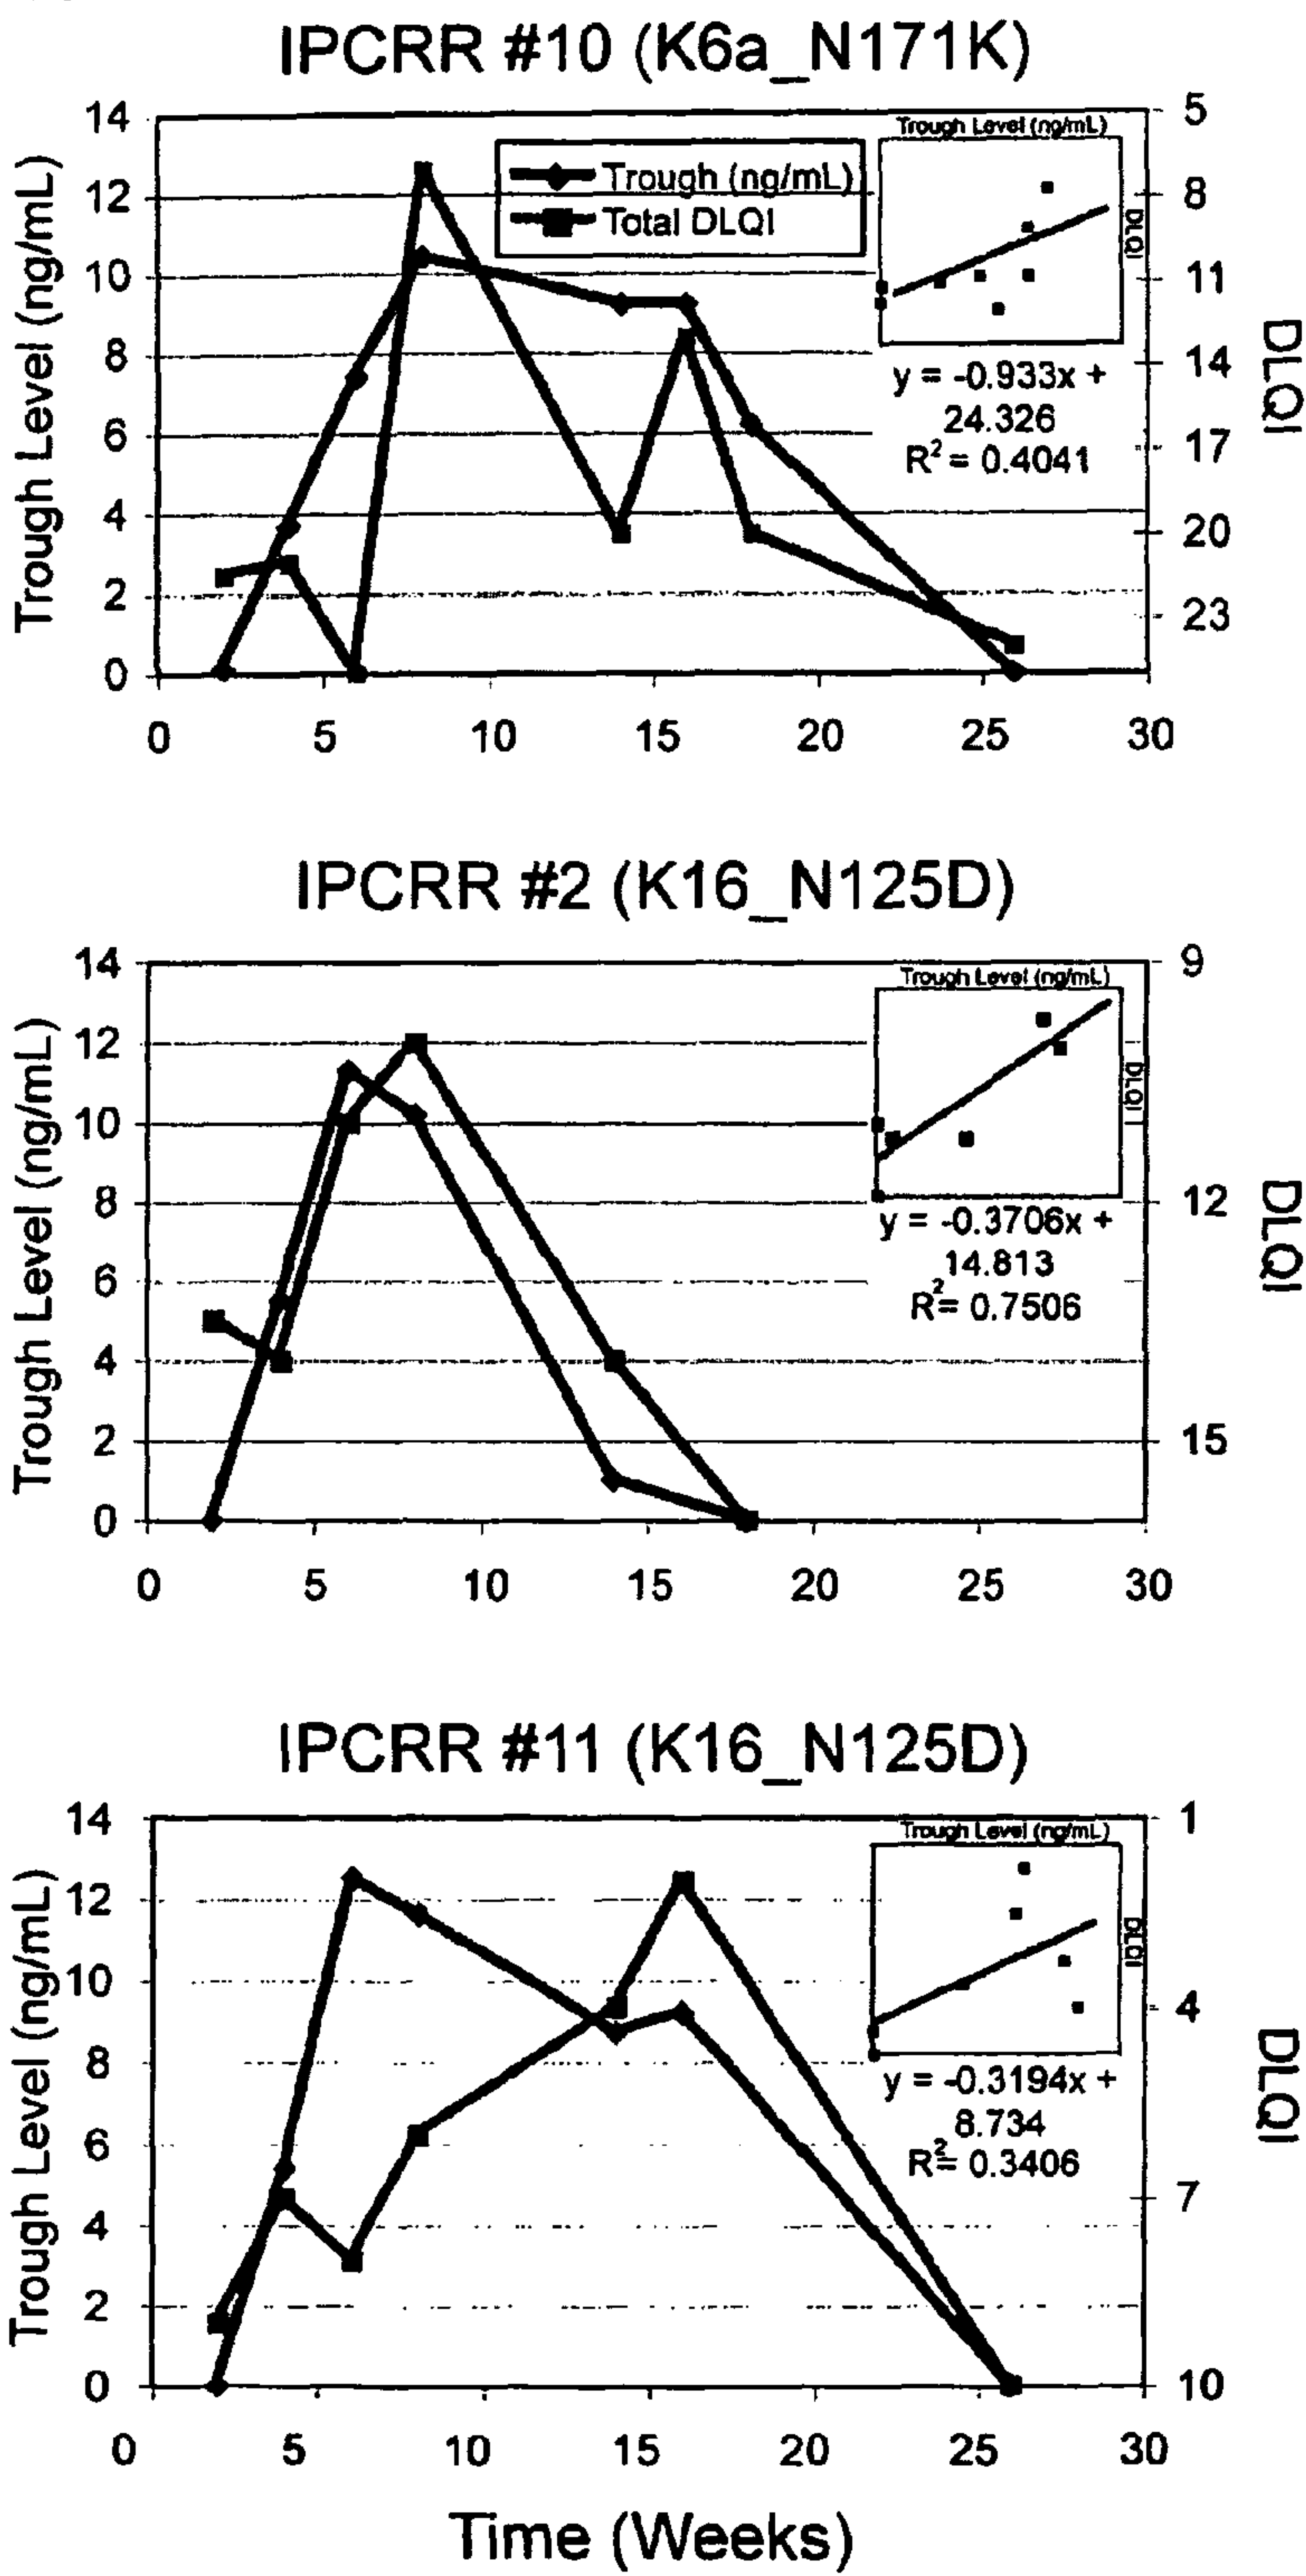 IPCRR #10 (K6a_N171K)
Trough Level (ng/mL)
14
12
10
8
6
4
2
0
Trough (ng/mL)
Total DLQI
Trough Level (ng/mL)
DLQI
y = -0.933x +
24.326
R² = 0.4041
5
8
11
14
17
20
23
DLQI
0 5 10 15 20 25 30
IPCRR #2 (K16_N125D)
Trough Level (ng/mL)
14
12
10
8
6
4
2
0
Trough Level (ng/mL)
DLQI
y = -0.3706x +
14.813
R²= 0.7506
9
12
15
DLQI
0 5 10 15 20 25 30
IPCRR #11 (K16_N125D)
Trough Level (ng/mL)
14
12
10
8
6
4
2
0
Trough Level (ng/mL)
DLQI
y = -0.3194x +
8.734
R²= 0.3406
1
4
7
10
DLQI
0 5 10 15 20 25 30
Time (Weeks)